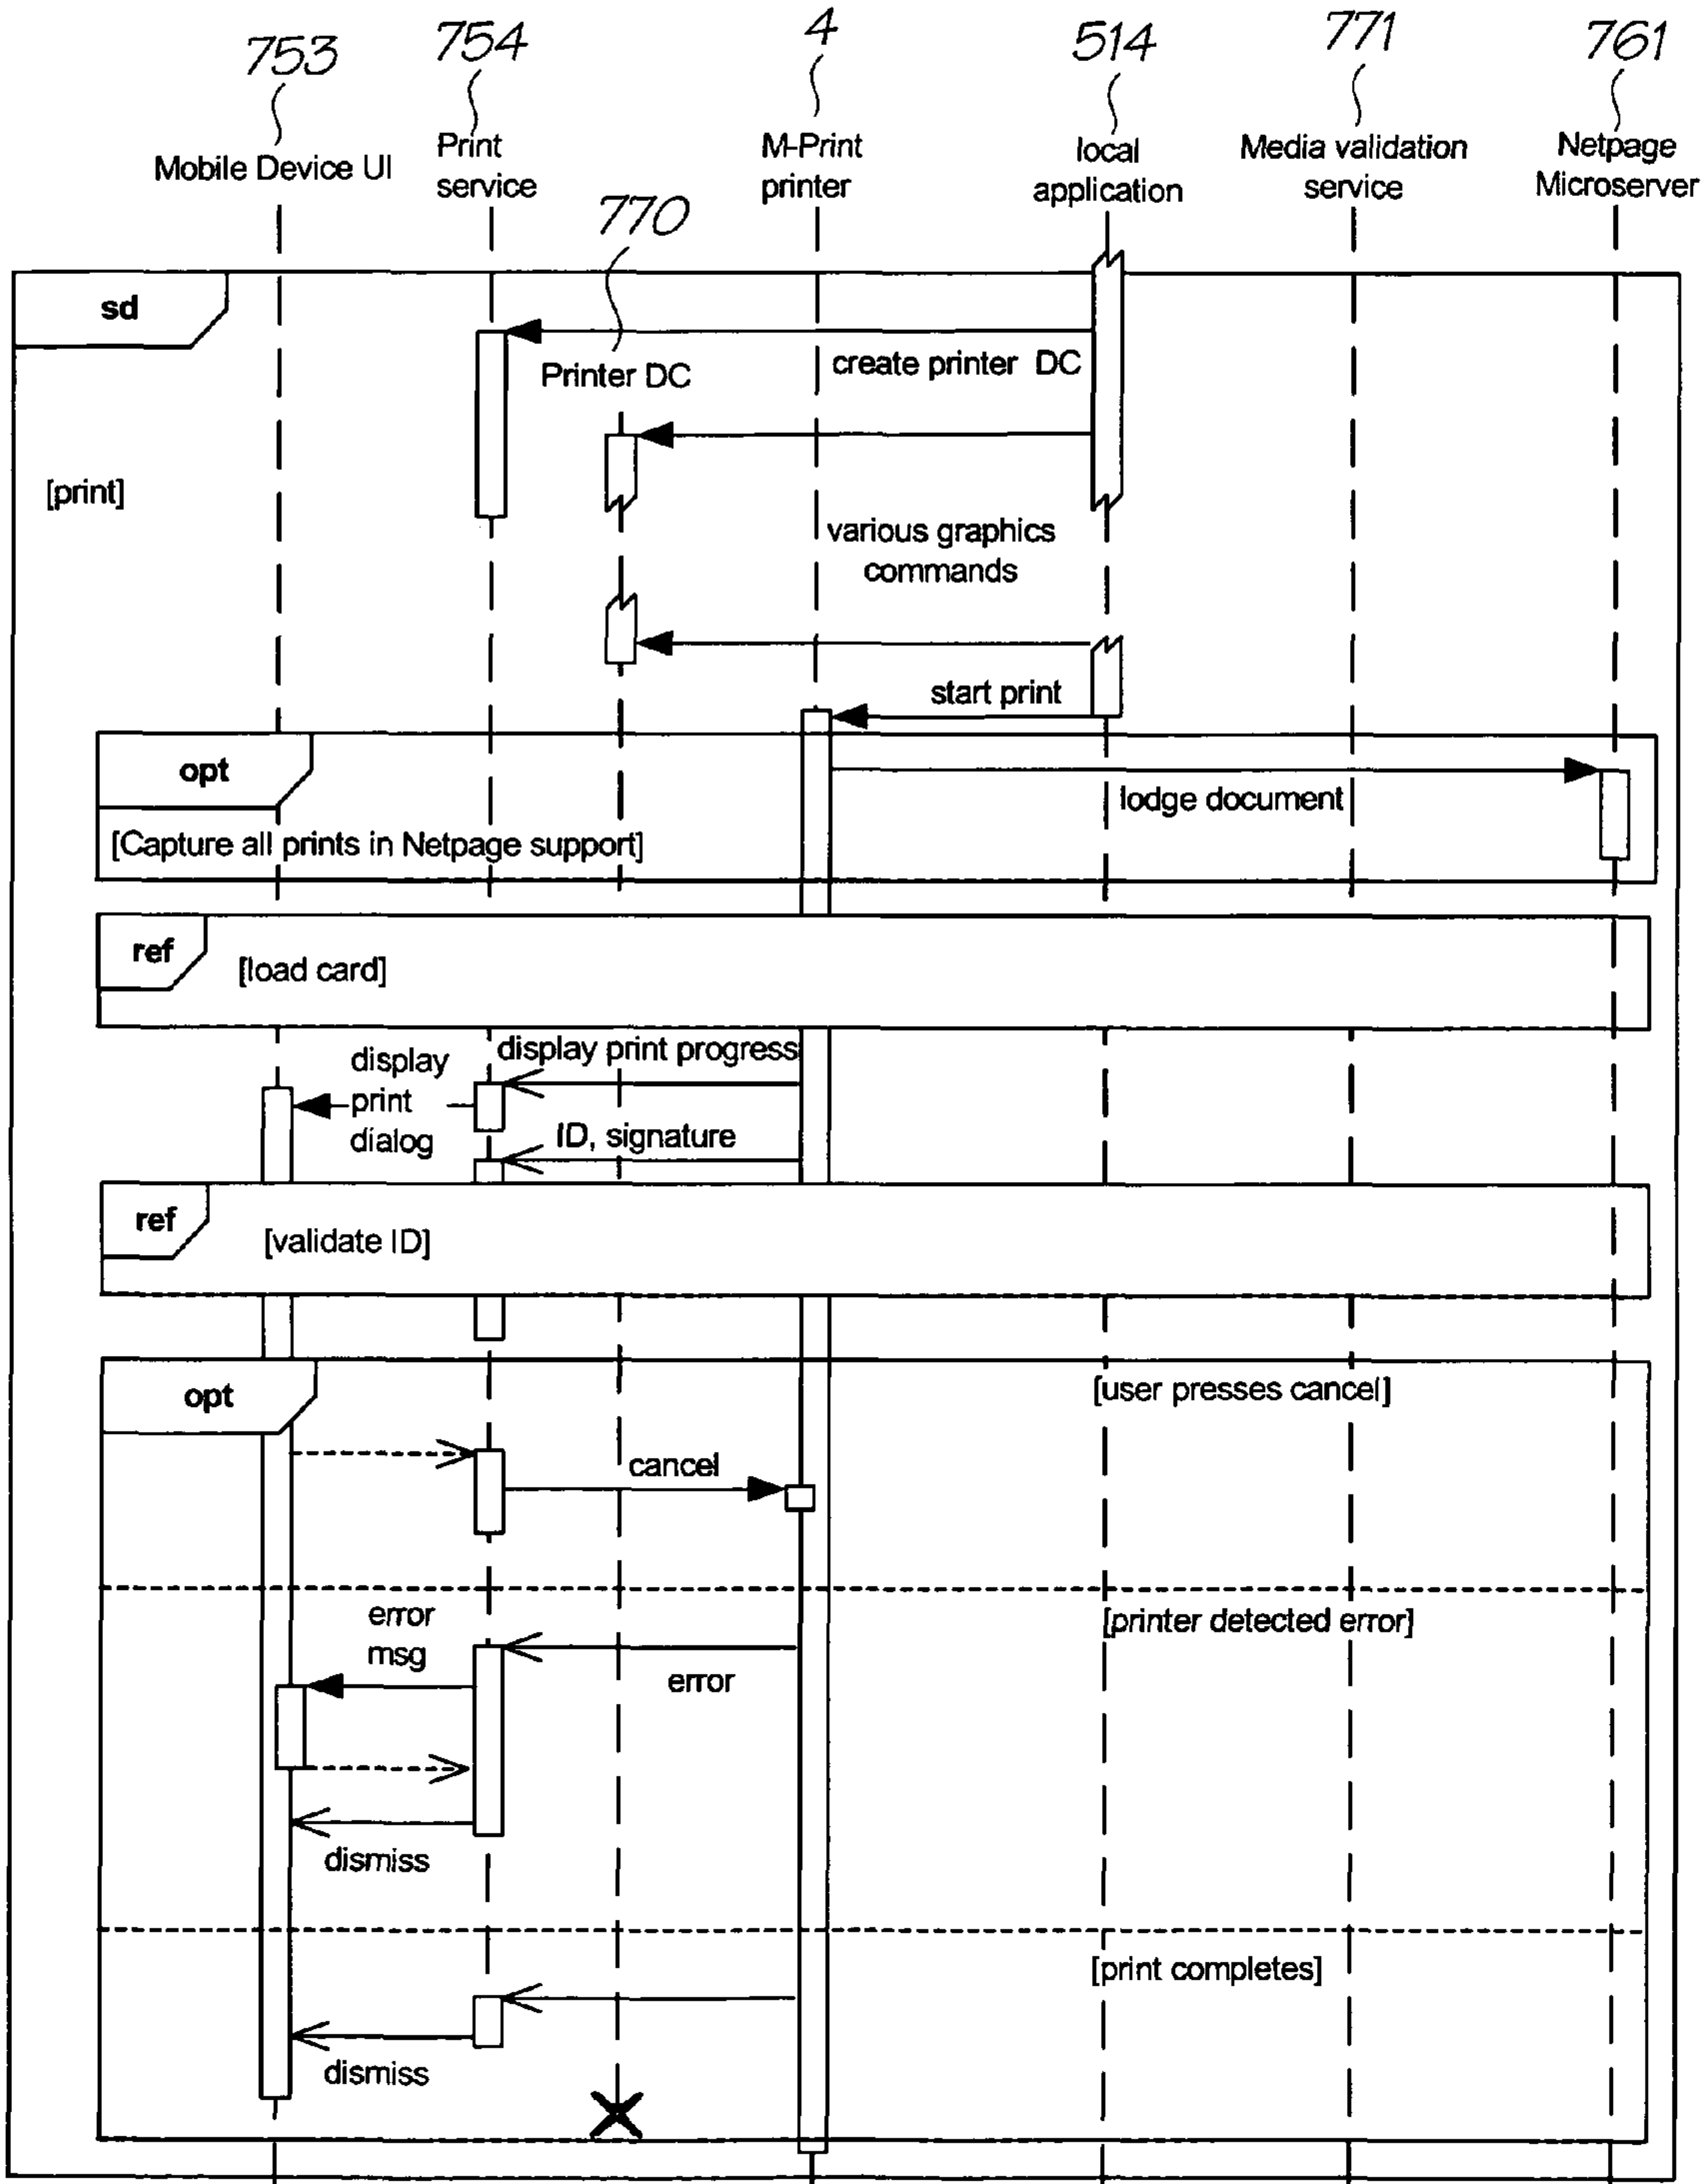 753
754
4
514
771
761
Mobile Device UI
Print
service
M-Print
printer
local
application
Media validation
service
Netpage
Microserver
770
sd
Printer DC
create printer DC
[print]
various graphics
commands
start print
opt
lodge document
[Capture all prints in Netpage support]
ref
[load card]
display print progress
display
print
dialog
ID, signature
ref
[validate ID]
opt
[user presses cancel]
cancel
error
msg
[printer detected error]
error
dismiss
[print completes]
dismiss